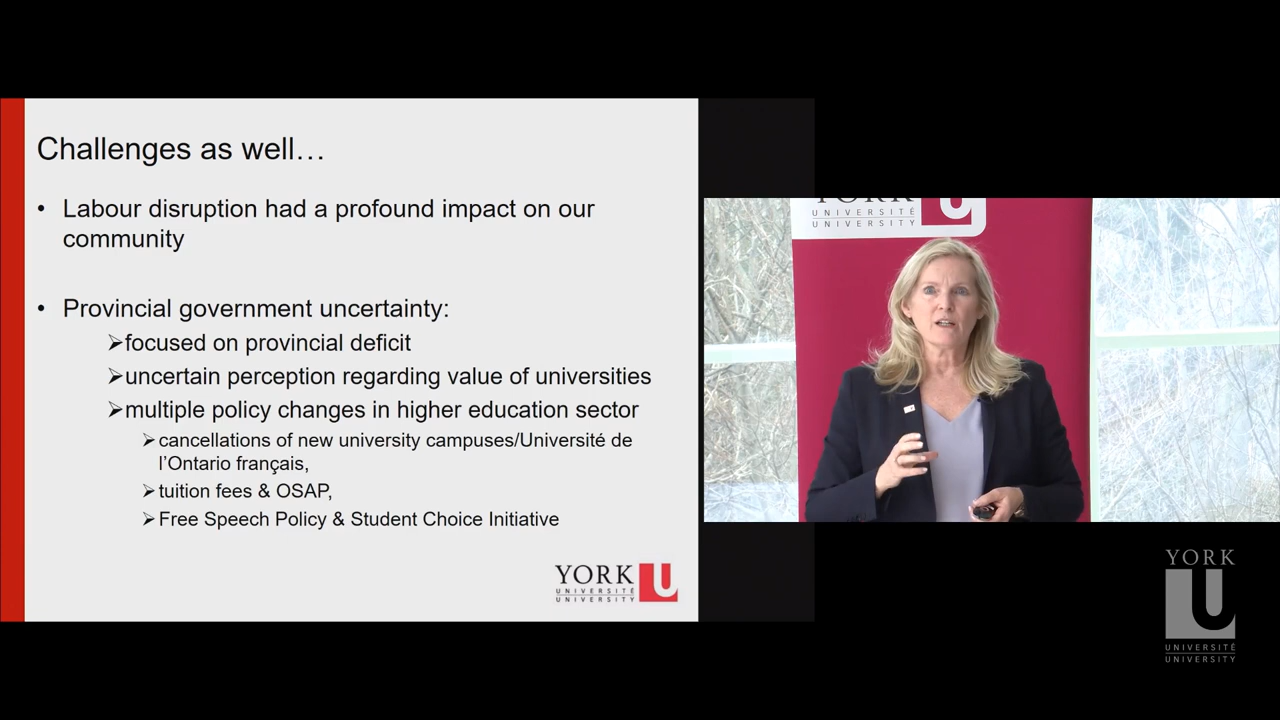 Challenges as well…
• Labour disruption had a profound impact on our
community
• Provincial government uncertainty:
➢focused on provincial deficit
➢uncertain perception regarding value of universities
➢multiple policy changes in higher education sector
➢cancellations of new university campuses/Université de
l’Ontario français,
➢tuition fees & OSAP,
➢Free Speech Policy & Student Choice Initiative
YORK U
UNIVERSITÉ
UNIVERSITY
YORK U
UNIVERSITÉ
UNIVERSITY
YORK
U
UNIVERSITÉ
UNIVERSITY